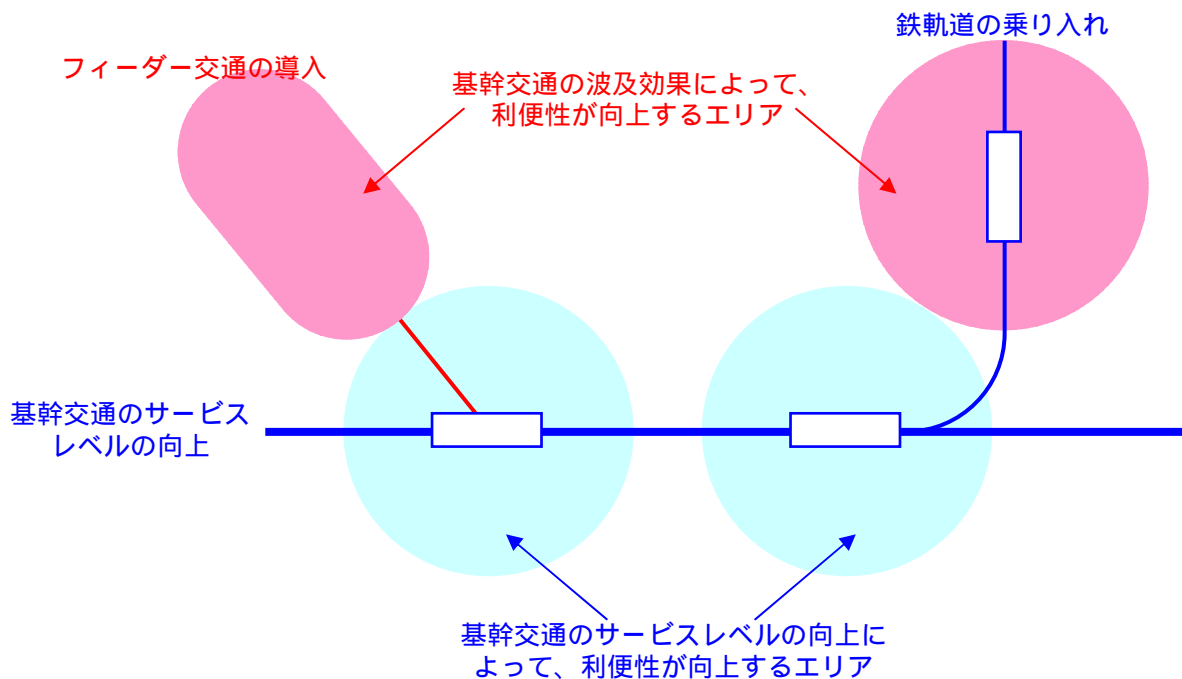 鉄軌道の乗り入れ
フィーダー交通の導入
基幹交通の波及効果によって、
利便性が向上するエリア
基幹交通のサービス
レベルの向上
基幹交通のサービスレベルの向上に
よって、利便性が向上するエリア